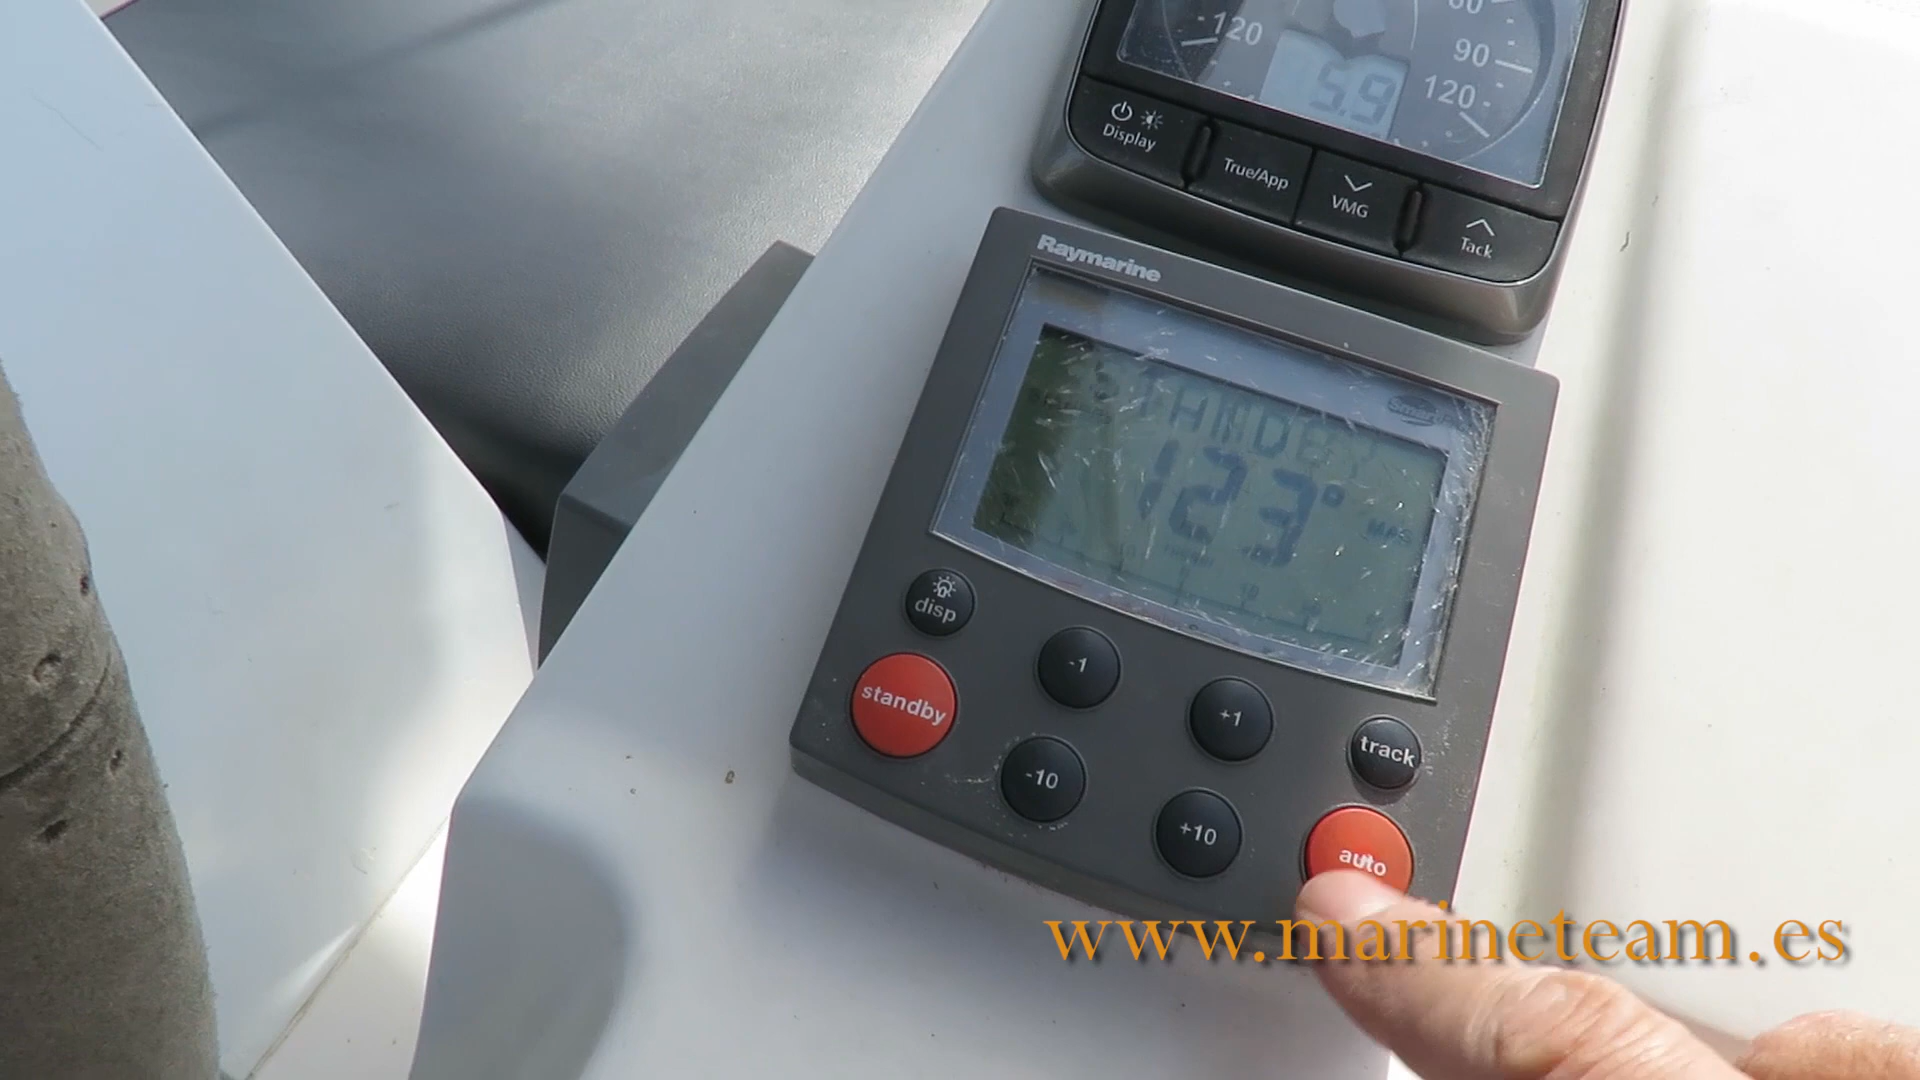 60
120
90
120
5.9
Display
True/App
VMG
Tack
Raymarine
123°
disp
-1
standby
+1
track
-10
+10
auto
www.marineteam.es